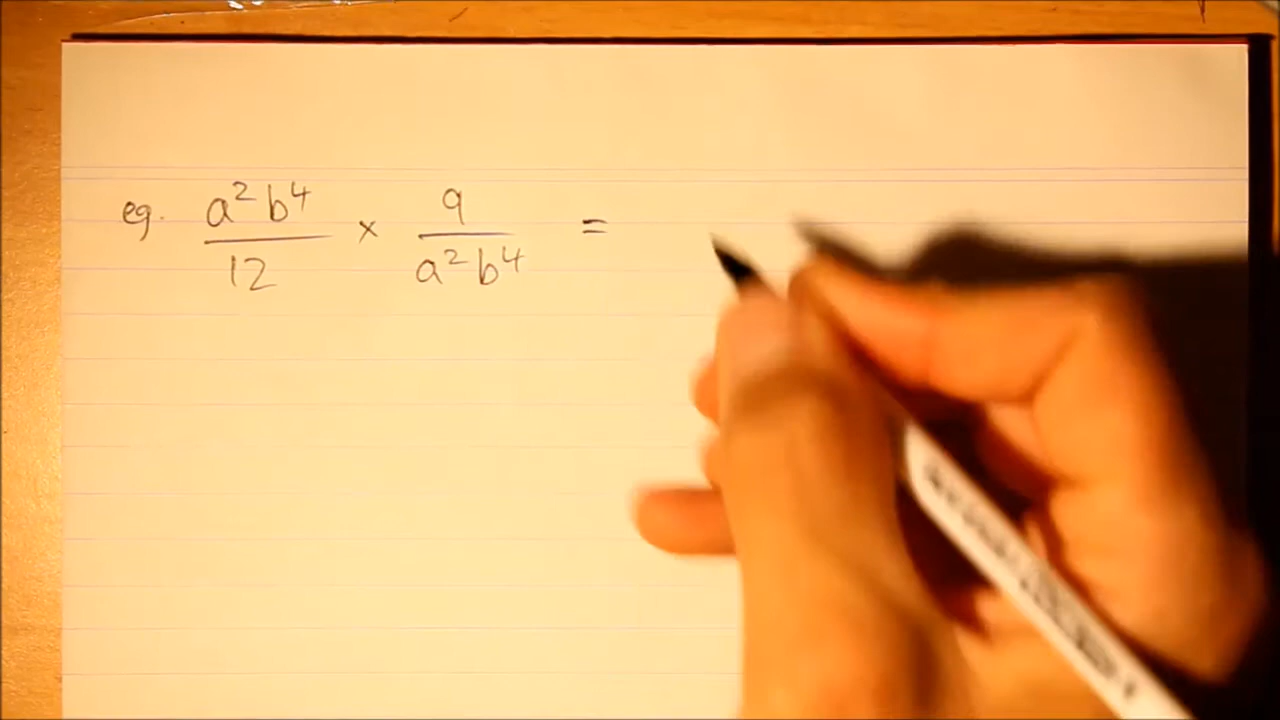 eg. a²b⁴/12 × 9/a²b⁴ =